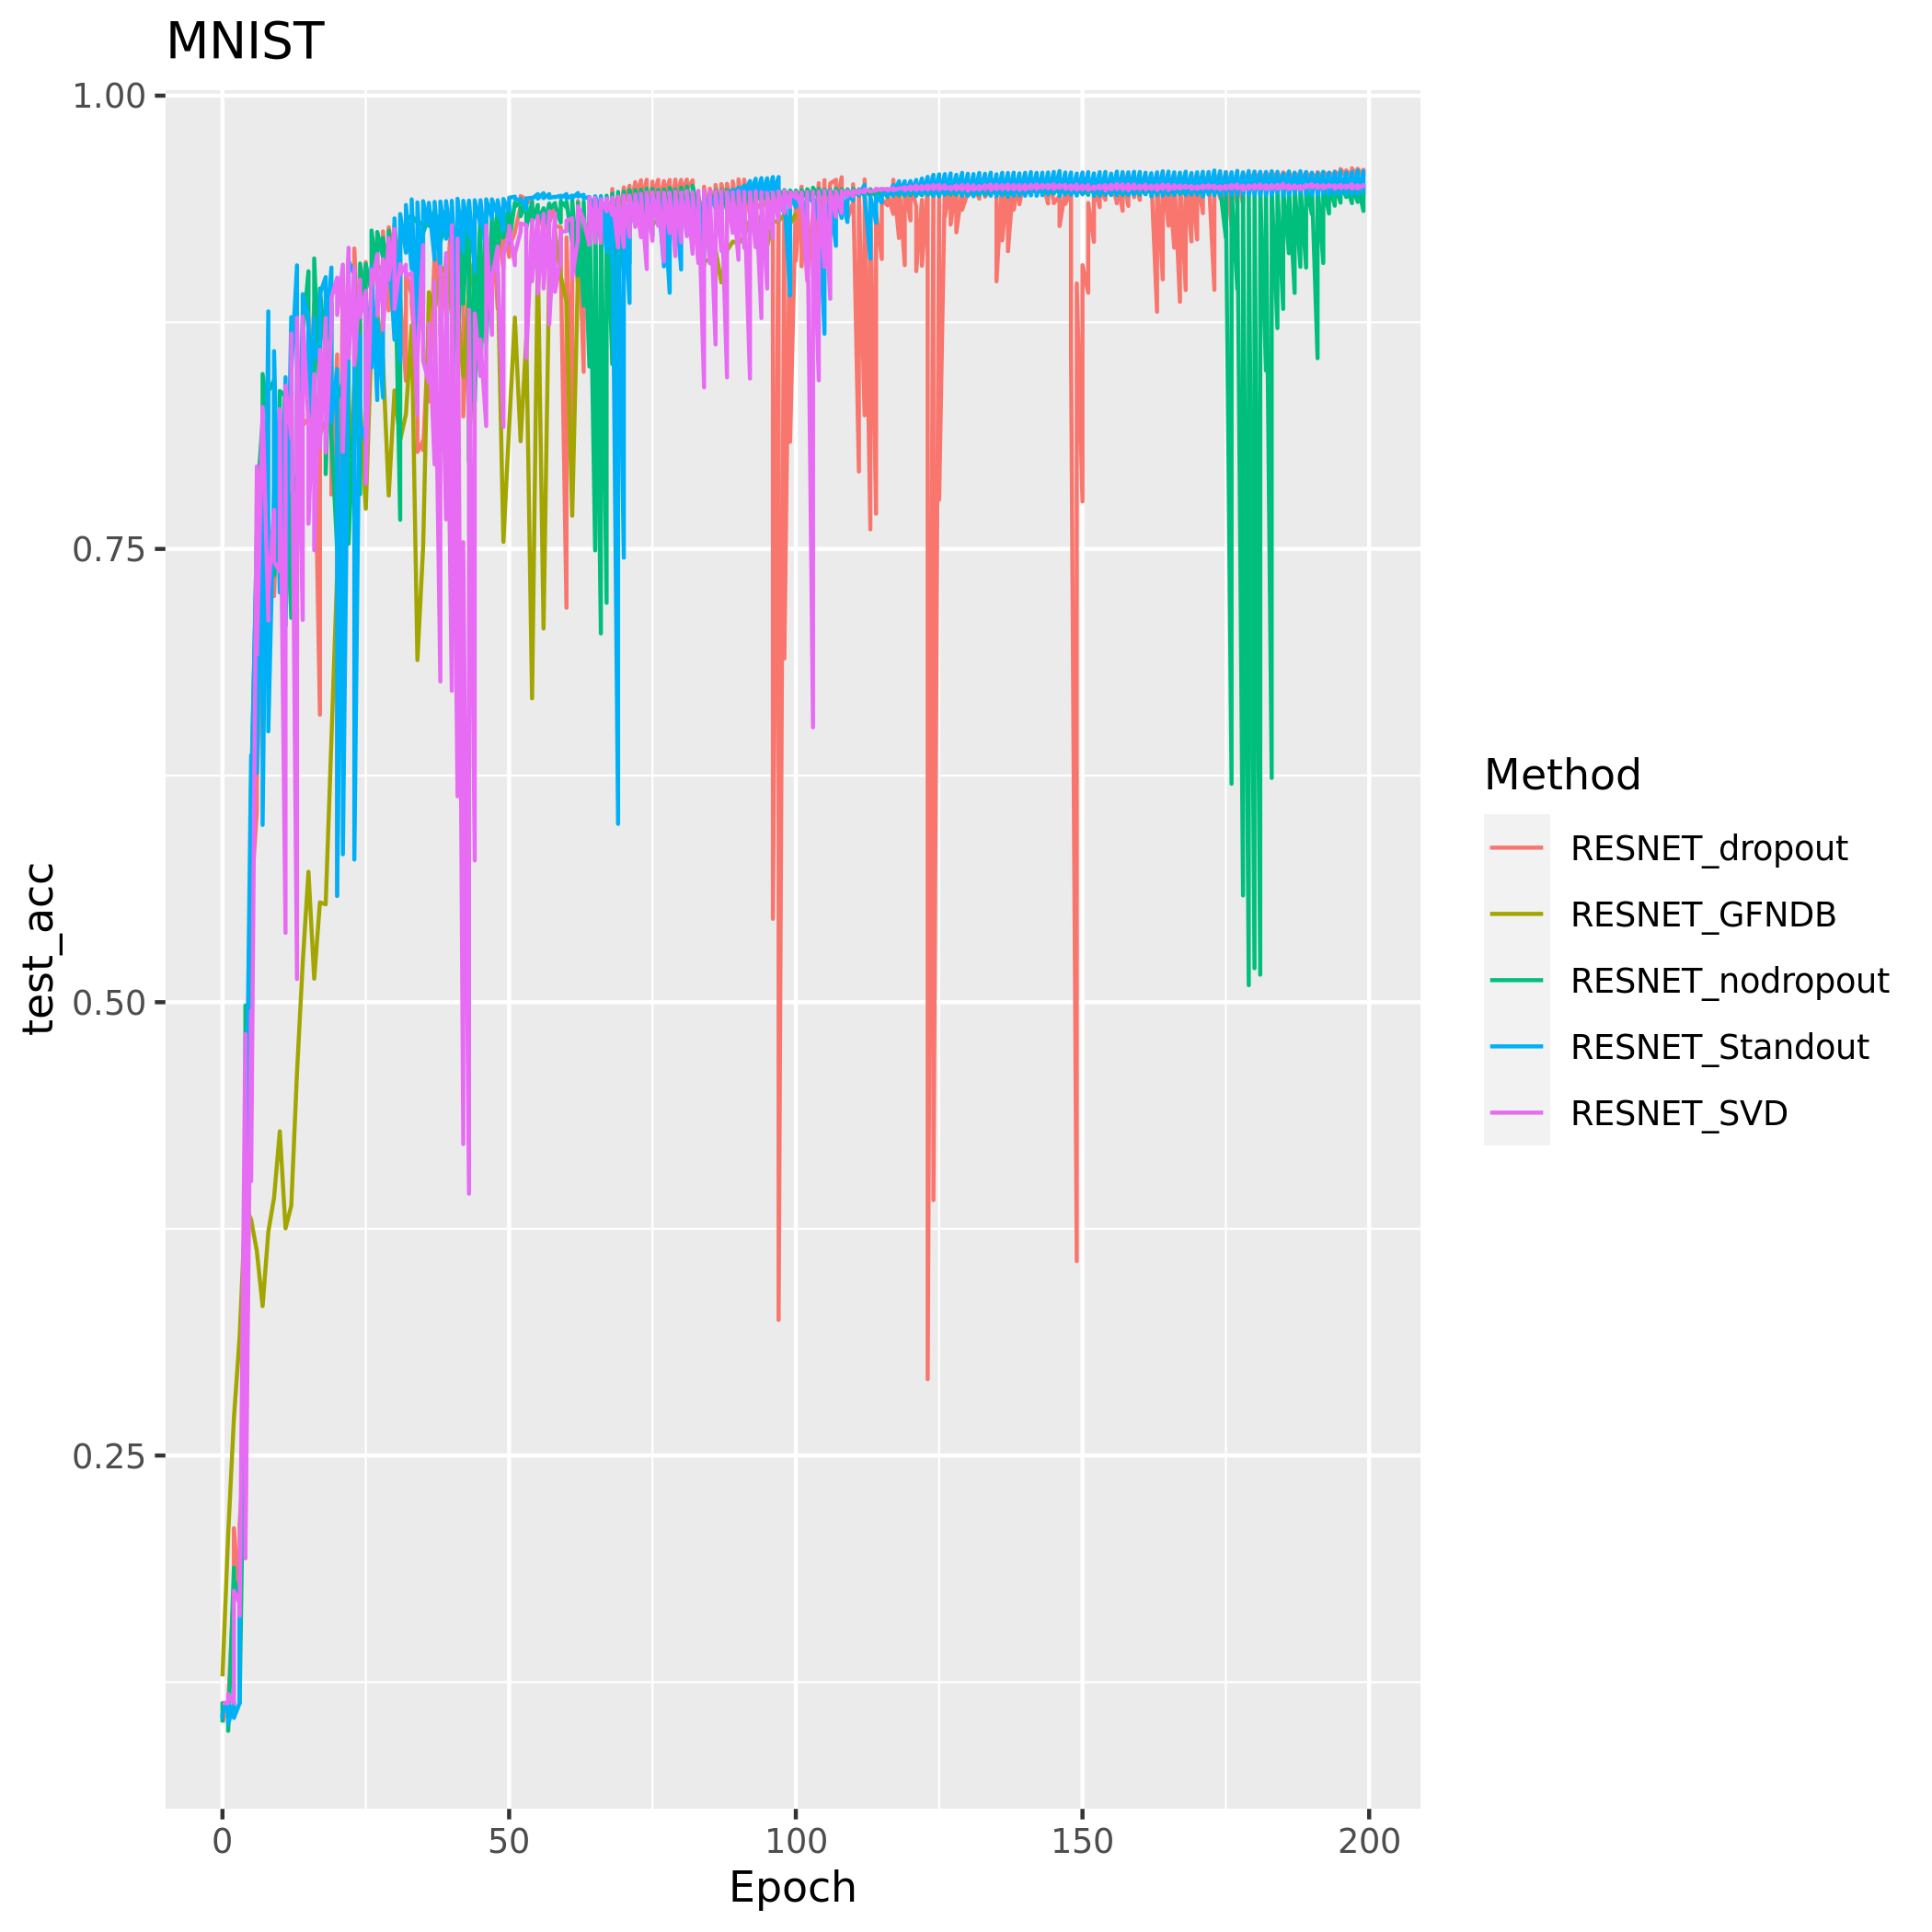 MNIST
1.00
0.75
0.50
0.25
test_acc
0
50
100
150
200
Epoch
Method
RESNET_dropout
RESNET_GFNDB
RESNET_nodropout
RESNET_Standout
RESNET_SVD